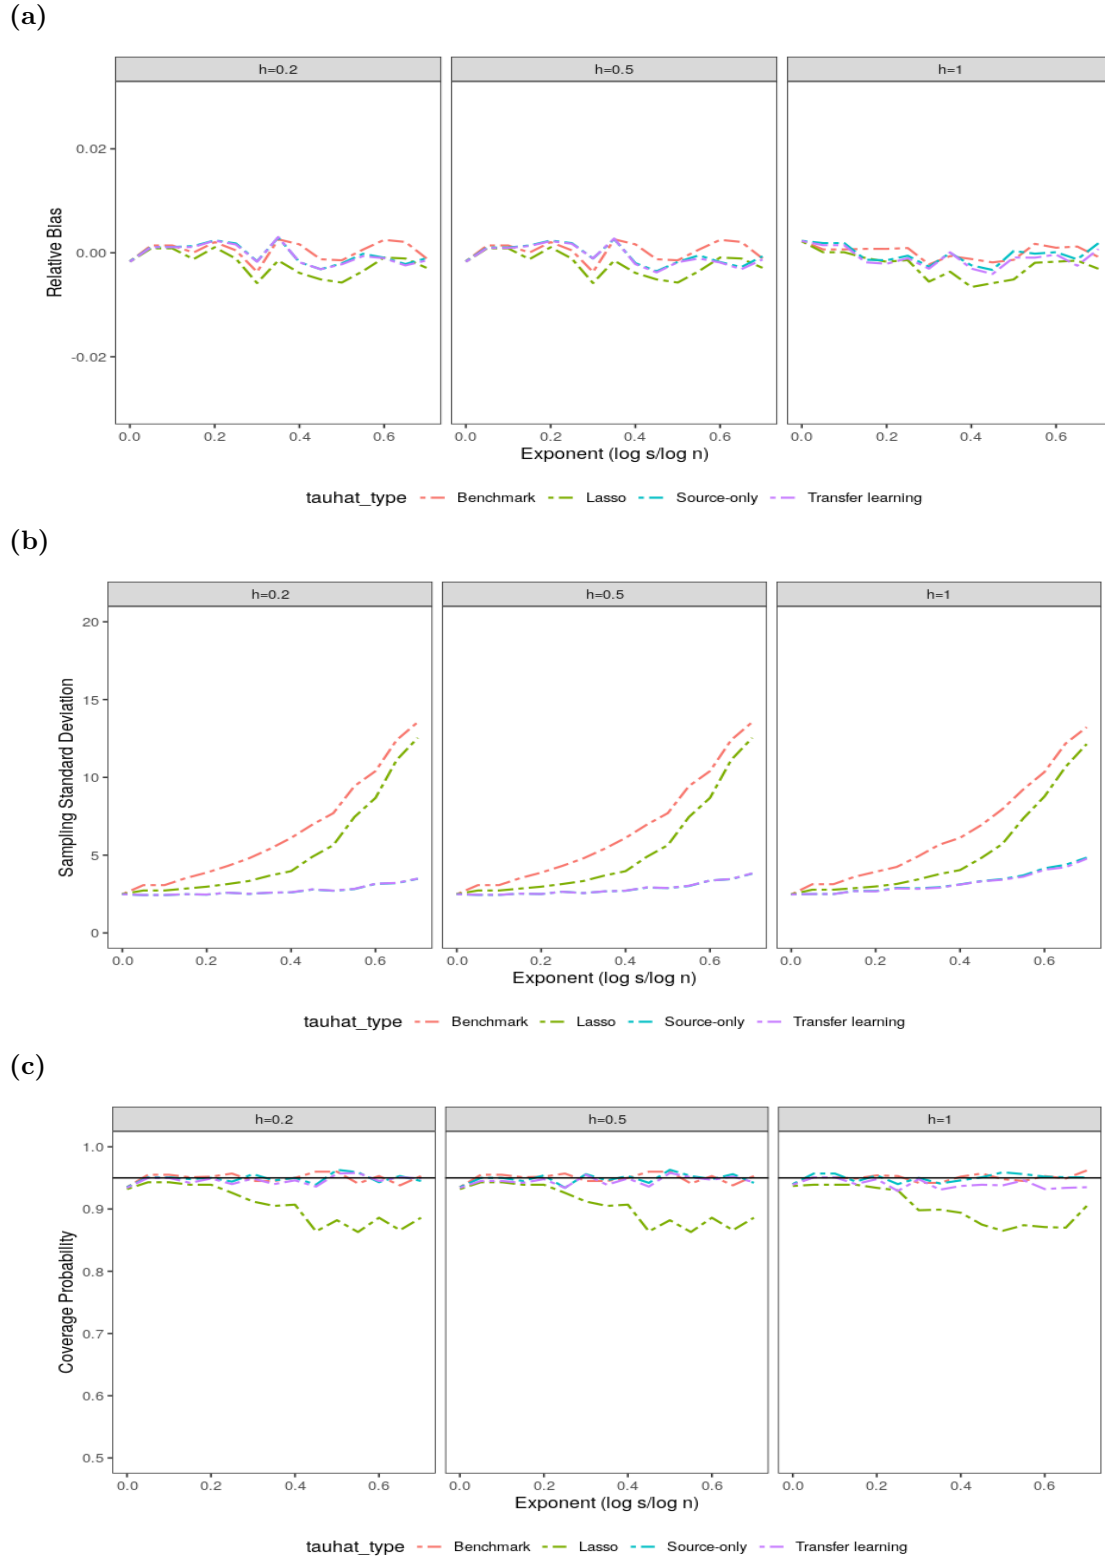 (a)
h=0.2 h=0.5 h=1
Relative Bias
0.02
0.00
-0.02
0.0 0.2 0.4 0.6 0.0 0.2 0.4 0.6 0.0 0.2 0.4 0.6
Exponent (log s/log n)
tauhat_type Benchmark Lasso Source-only Transfer learning
(b)
h=0.2 h=0.5 h=1
Sampling Standard Deviation
20
15
10
5
0
0.0 0.2 0.4 0.6 0.0 0.2 0.4 0.6 0.0 0.2 0.4 0.6
Exponent (log s/log n)
tauhat_type Benchmark Lasso Source-only Transfer learning
(c)
h=0.2 h=0.5 h=1
Coverage Probability
1.0
0.9
0.8
0.7
0.6
0.5
0.0 0.2 0.4 0.6 0.0 0.2 0.4 0.6 0.0 0.2 0.4 0.6
Exponent (log s/log n)
tauhat_type Benchmark Lasso Source-only Transfer learning